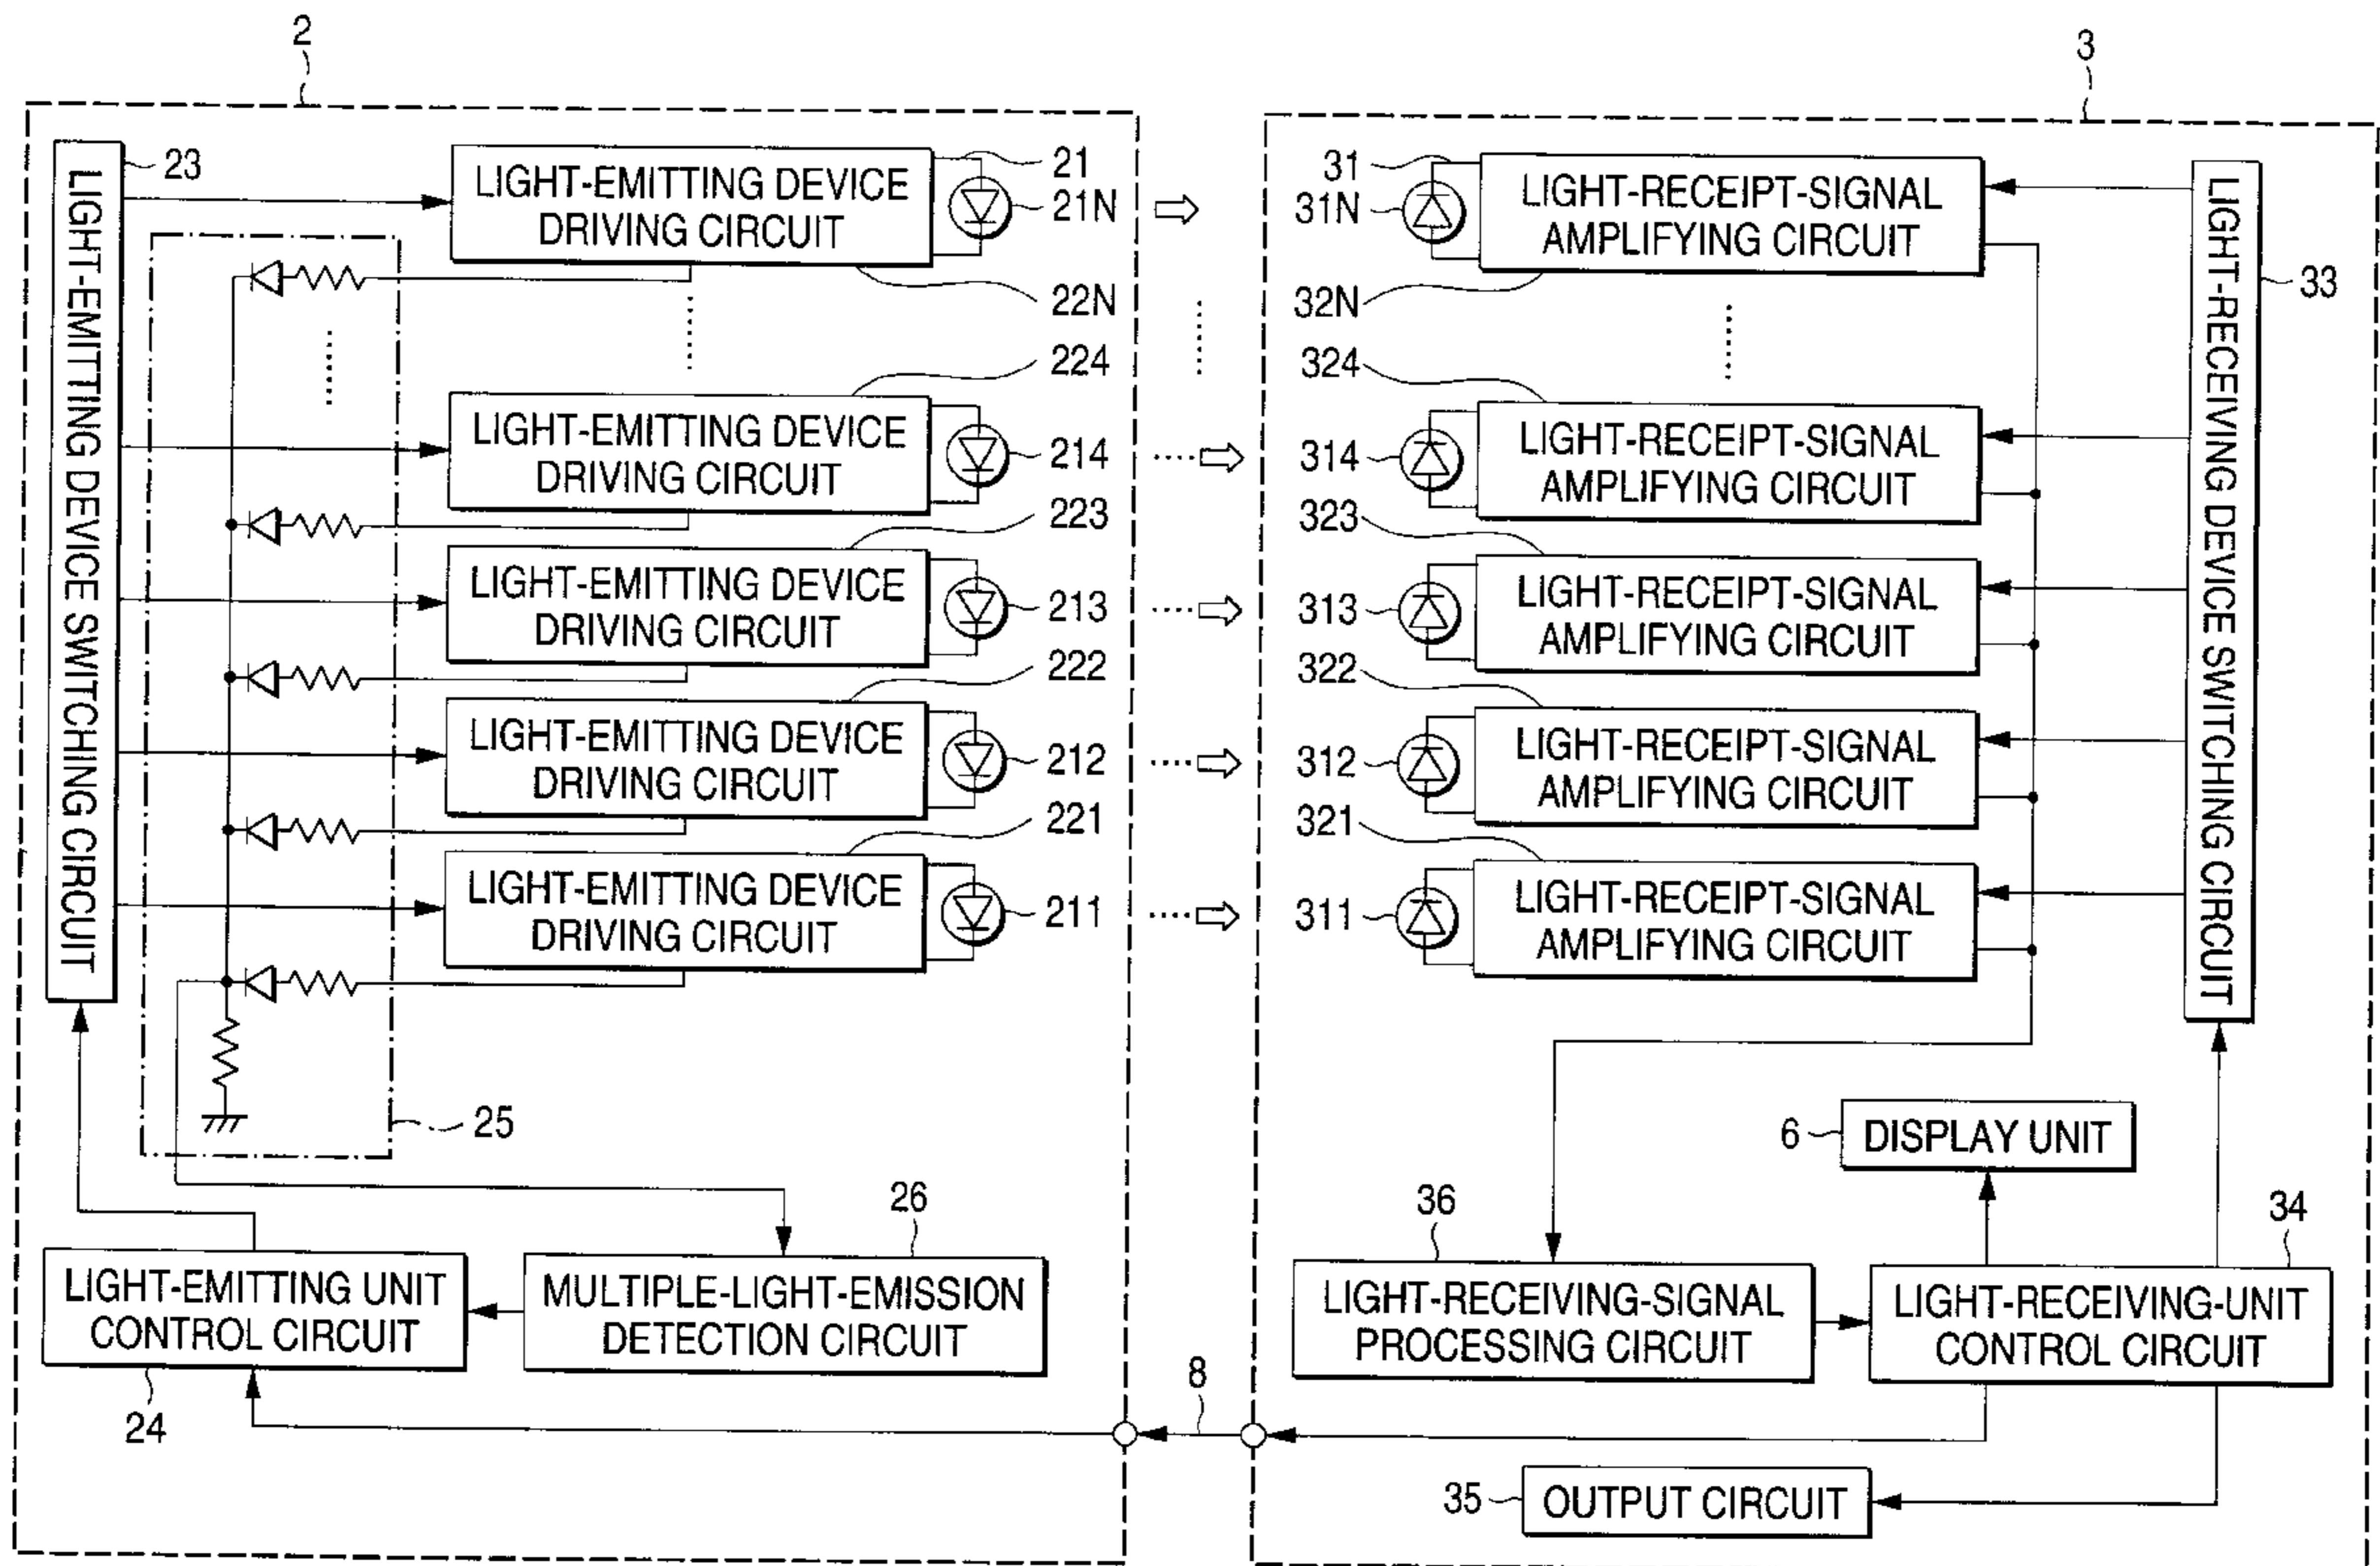 2
3
LIGHT-EMITTING DEVICE SWITCHING CIRCUIT
23
LIGHT-EMITTING DEVICE
DRIVING CIRCUIT
21
21N
22N
224
LIGHT-EMITTING DEVICE
DRIVING CIRCUIT
214
223
LIGHT-EMITTING DEVICE
DRIVING CIRCUIT
213
222
LIGHT-EMITTING DEVICE
DRIVING CIRCUIT
212
221
LIGHT-EMITTING DEVICE
DRIVING CIRCUIT
211
25
26
LIGHT-EMITTING UNIT
CONTROL CIRCUIT
24
MULTIPLE-LIGHT-EMISSION
DETECTION CIRCUIT
8
31
31N
LIGHT-RECEIPT-SIGNAL
AMPLIFYING CIRCUIT
32N
324
314
LIGHT-RECEIPT-SIGNAL
AMPLIFYING CIRCUIT
323
313
LIGHT-RECEIPT-SIGNAL
AMPLIFYING CIRCUIT
322
312
LIGHT-RECEIPT-SIGNAL
AMPLIFYING CIRCUIT
321
311
LIGHT-RECEIPT-SIGNAL
AMPLIFYING CIRCUIT
LIGHT-RECEIVING DEVICE SWITCHING CIRCUIT
33
6
DISPLAY UNIT
36
LIGHT-RECEIVING-SIGNAL
PROCESSING CIRCUIT
34
LIGHT-RECEIVING-UNIT
CONTROL CIRCUIT
35
OUTPUT CIRCUIT